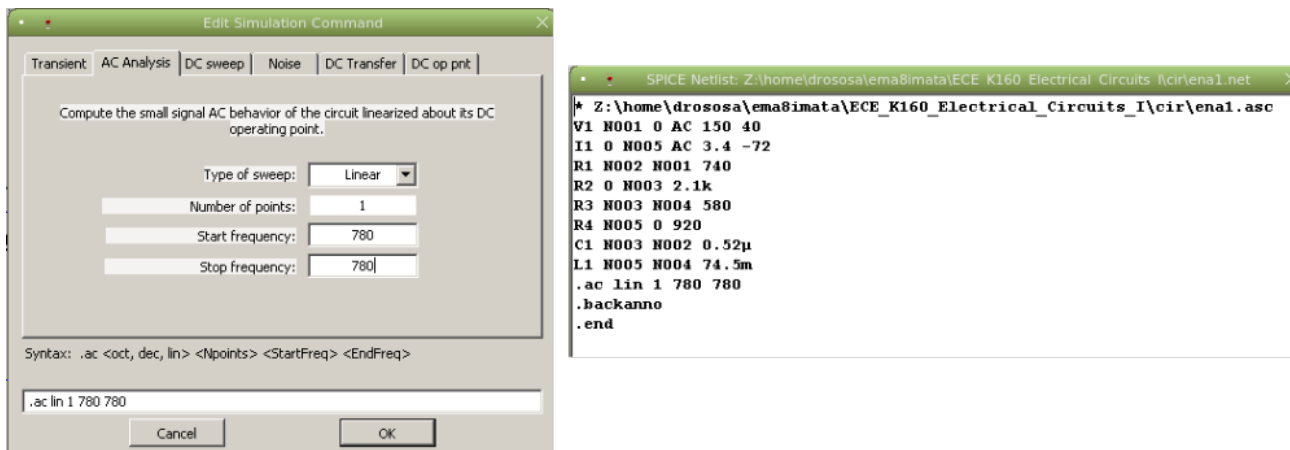 Edit Simulation Command
Transient AC Analysis DC sweep Noise DC Transfer DC op pnt
Compute the small signal AC behavior of the circuit linearized about its DC
operating point.
Type of sweep: Linear
Number of points: 1
Start frequency: 780
Stop frequency: 780
Syntax: .ac <oct, dec, lin> <Npoints> <StartFreq> <EndFreq>
.ac lin 1 780 780
Cancel OK
SPICE Netlist: Z:\home\drososa\ema8imata\ECE_K160_Electrical_Circuits_I\cir\ena1.net
* Z:\home\drososa\ema8imata\ECE_K160_Electrical_Circuits_I\cir\ena1.asc
V1 N001 0 AC 150 40
I1 0 N005 AC 3.4 -72
R1 N002 N001 740
R2 0 N003 2.1k
R3 N003 N004 580
R4 N005 0 920
C1 N003 N002 0.52µ
L1 N005 N004 74.5m
.ac lin 1 780 780
.backanno
.end